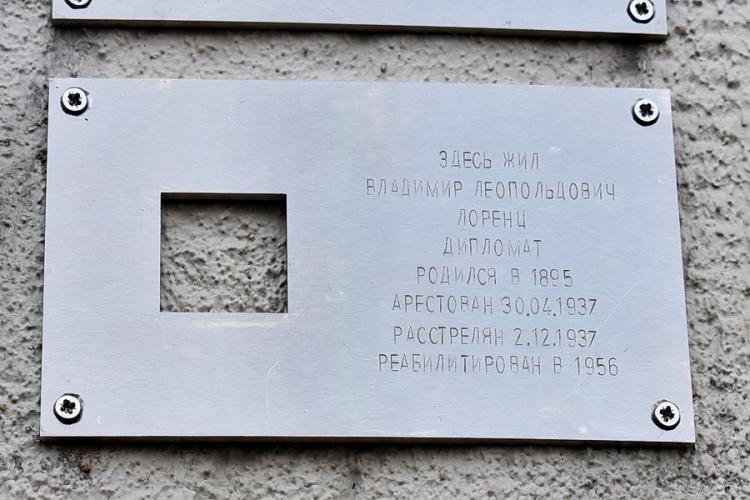 ЗДЕСЬ ЖИЛ
ВЛАДИМИР ЛЕОПОЛЬДОВИЧ
ЛОРЕНЦ
ДИПЛОМАТ
РОДИЛСЯ В 1895
АРЕСТОВАН 30.04.1937
РАССТРЕЛЯН 2.12.1937
РЕАБИЛИТИРОВАН В 1956